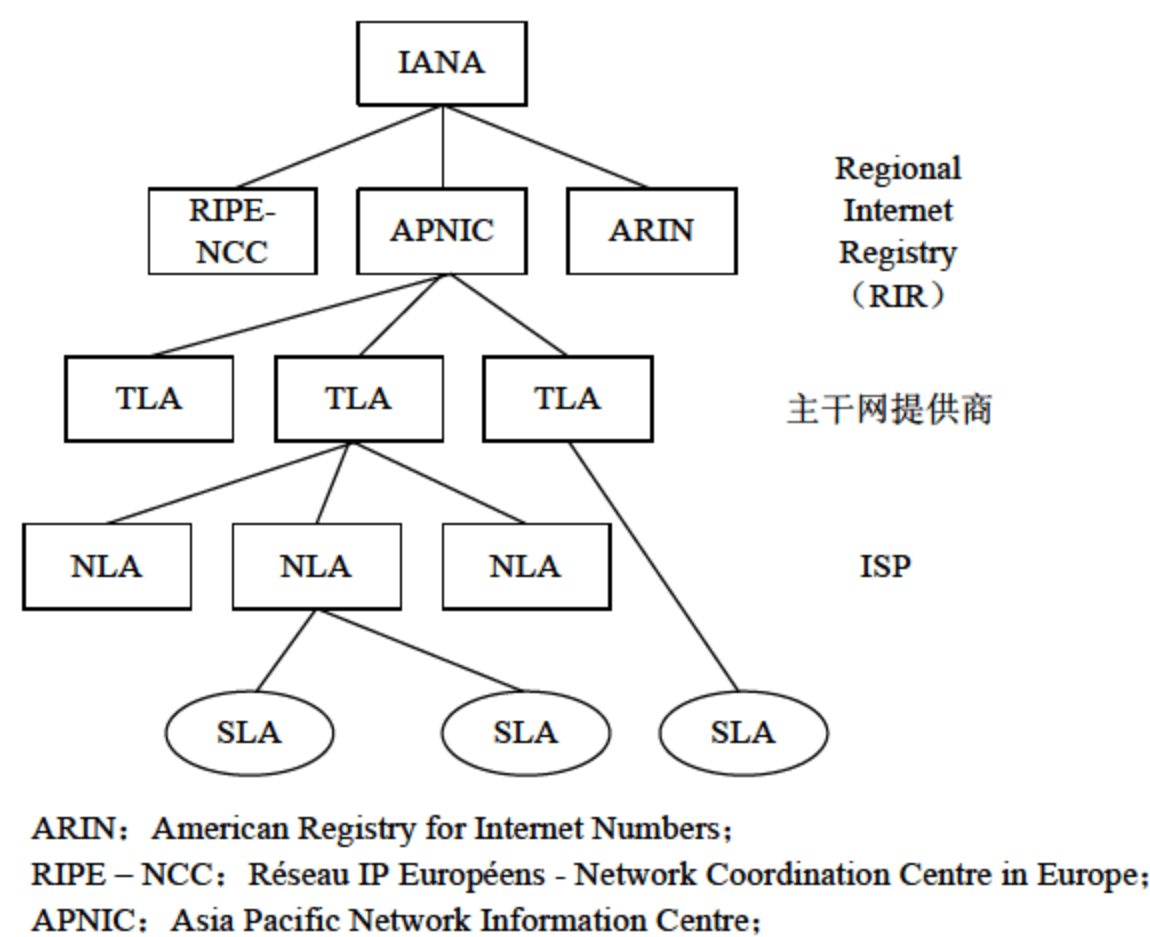 IANA
RIPE-
NCC
APNIC
ARIN
Regional
Internet
Registry
（RIR）
TLA
TLA
TLA
主干网提供商
NLA
NLA
NLA
ISP
SLA
SLA
SLA
ARIN：American Registry for Internet Numbers；
RIPE – NCC：Réseau IP Européens - Network Coordination Centre in Europe；
APNIC：Asia Pacific Network Information Centre；